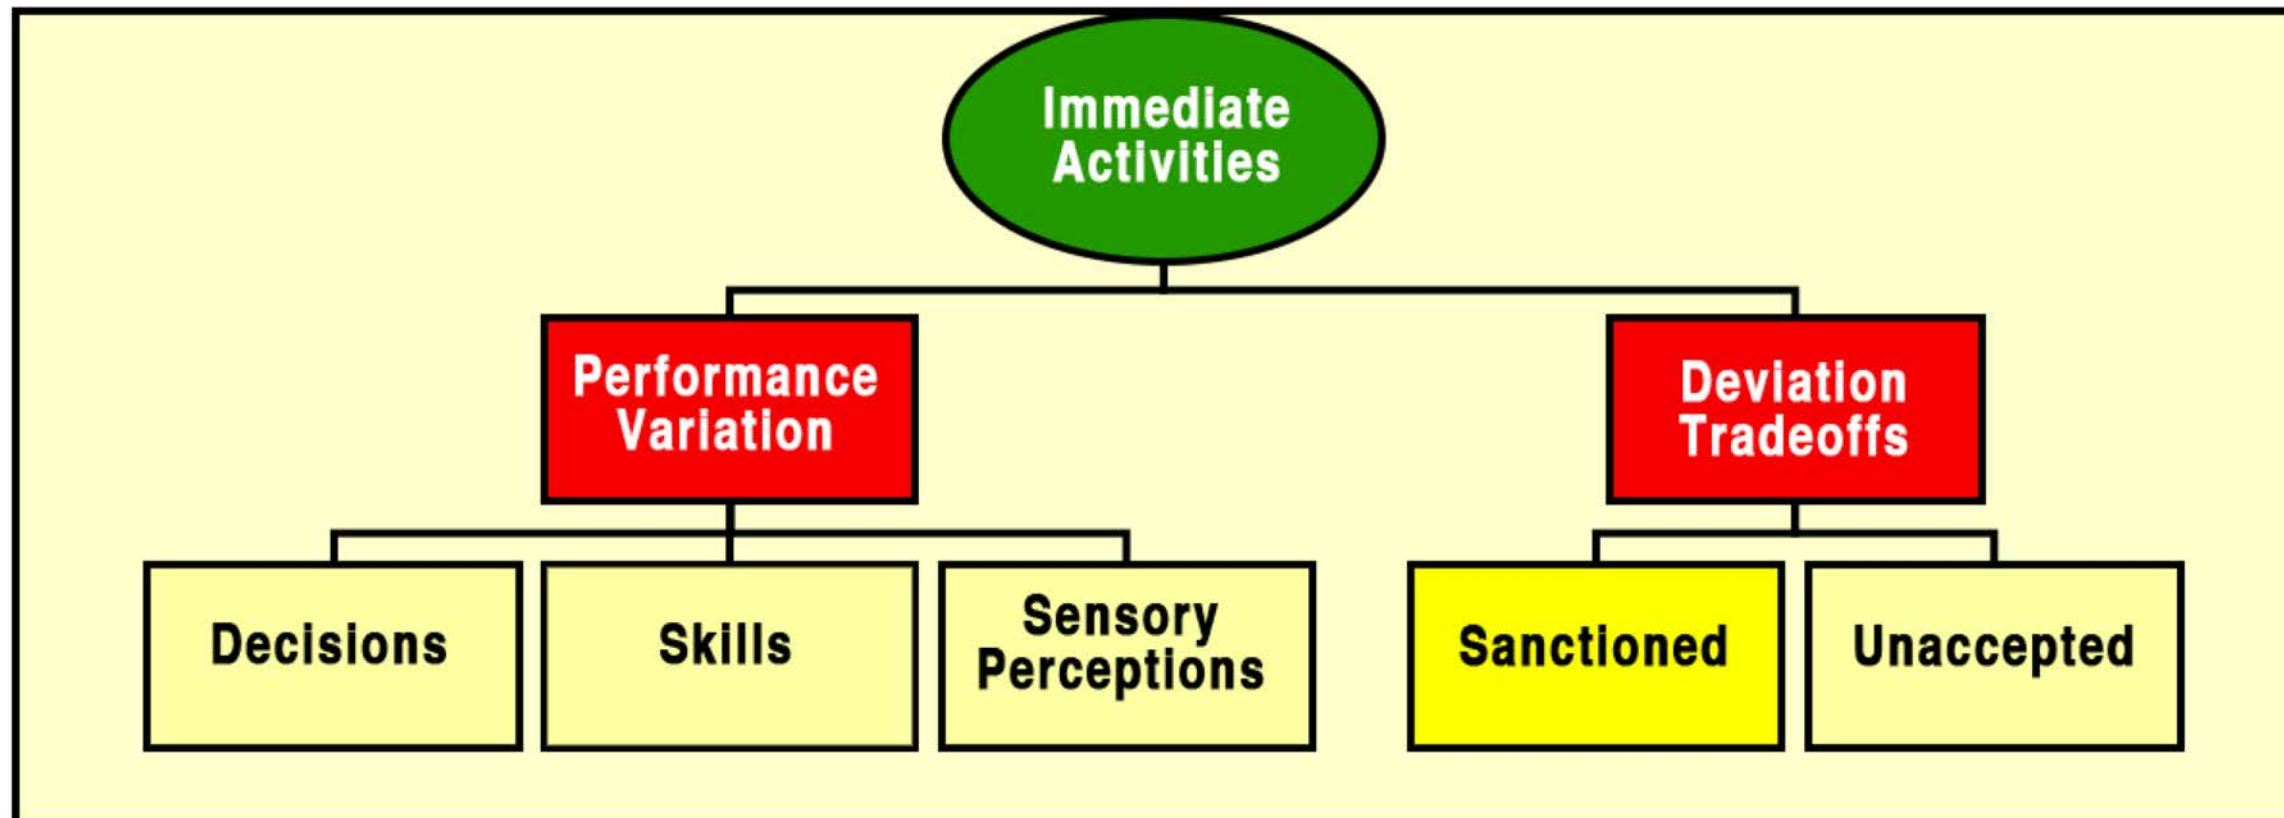 Immediate
Activities
Performance
Variation
Deviation
Tradeoffs
Decisions
Skills
Sensory
Perceptions
Sanctioned
Unaccepted